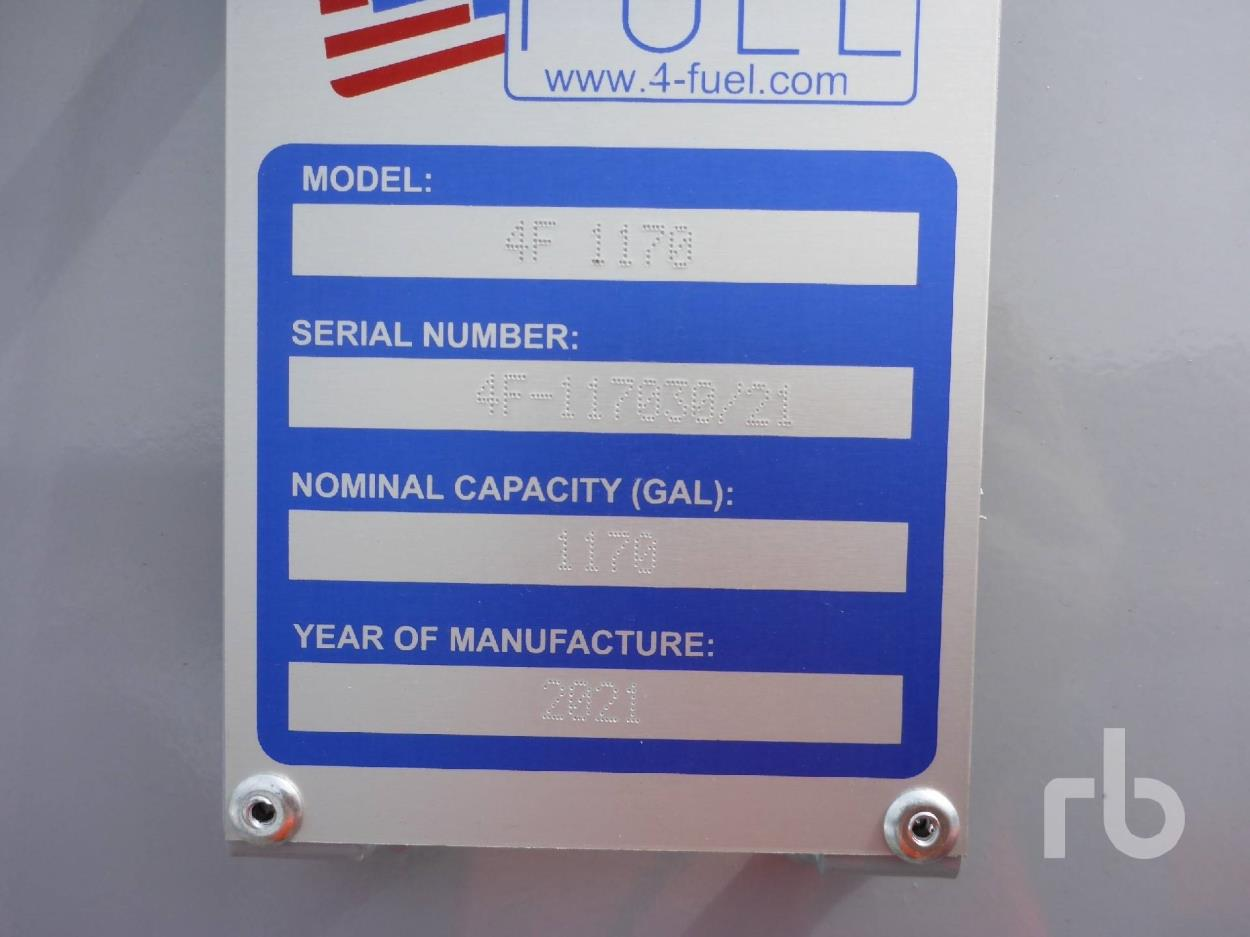 FUEL
www.4-fuel.com
MODEL:
4F 1170
SERIAL NUMBER:
4F-117030/21
NOMINAL CAPACITY (GAL):
1170
YEAR OF MANUFACTURE:
2021
rb